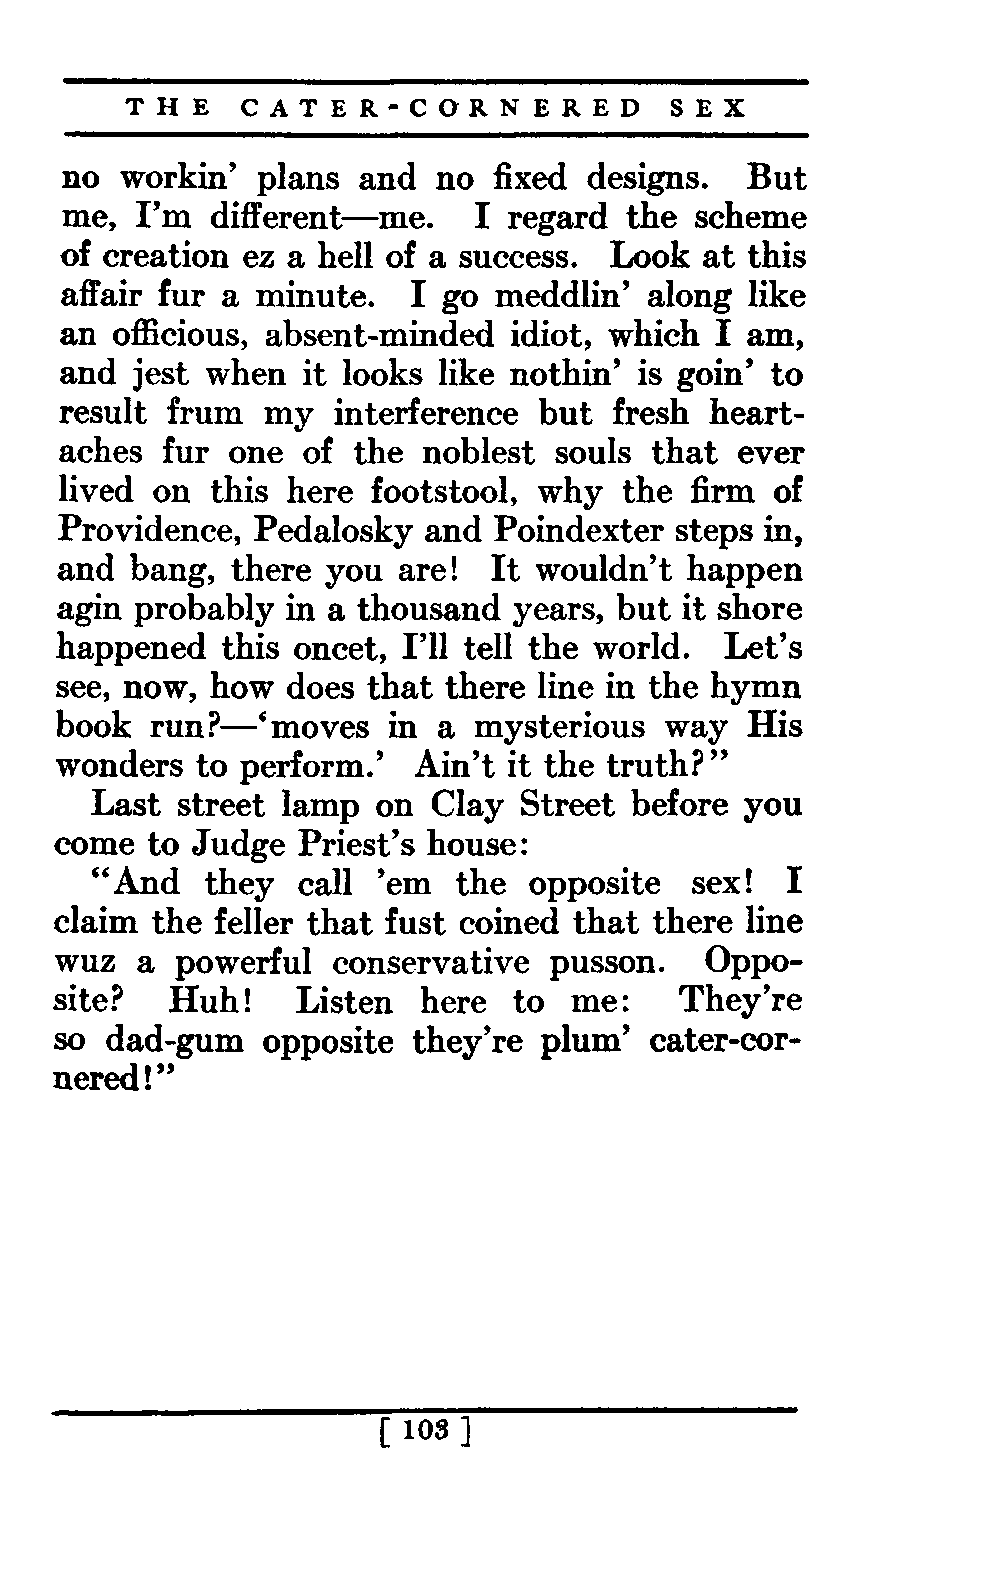 THE CATER-CORNERED SEX
no workin' plans and no fixed designs. But
me, I'm different—me. I regard the scheme
of creation ez a hell of a success. Look at this
affair fur a minute. I go meddlin' along like
an officious, absent-minded idiot, which I am,
and jest when it looks like nothin' is goin' to
result frum my interference but fresh heart-
aches fur one of the noblest souls that ever
lived on this here footstool, why the firm of
Providence, Pedalosky and Poindexter steps in,
and bang, there you are! It wouldn't happen
agin probably in a thousand years, but it shore
happened this oncet, I'll tell the world. Let's
see, now, how does that there line in the hymn
book run?—'moves in a mysterious way His
wonders to perform.' Ain't it the truth?"
Last street lamp on Clay Street before you
come to Judge Priest's house:
"And they call 'em the opposite sex! I
claim the feller that fust coined that there line
wuz a powerful conservative pusson. Oppo-
site? Huh! Listen here to me: They're
so dad-gum opposite they're plum' cater-cor-
nered!"
[ 103 ]